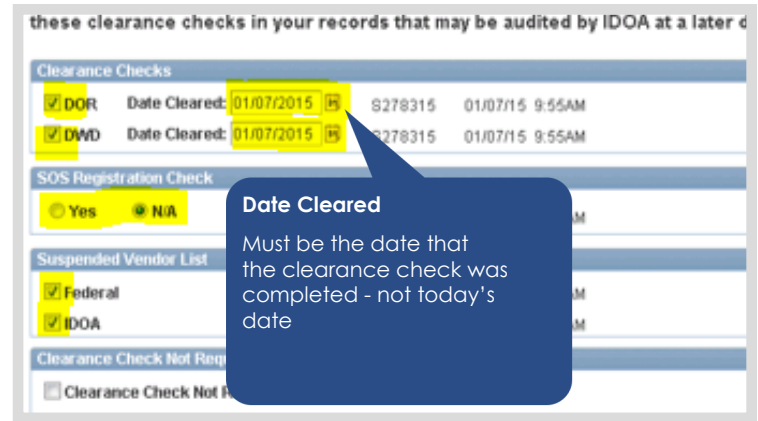 these clearance checks in your records that may be audited by IDOA at a later
Clearance Checks
DOR Date Cleared: 01/07/2015 S278315 01/07/15 9:55AM
DWD Date Cleared: 01/07/2015 S278315 01/07/15 9:55AM
SOS Registration Check
Yes N/A
Date Cleared
Must be the date that
the clearance check was
completed - not today's
date
Suspended Vendor List
Federal
IDOA
Clearance Check Not
Clearance Check Not